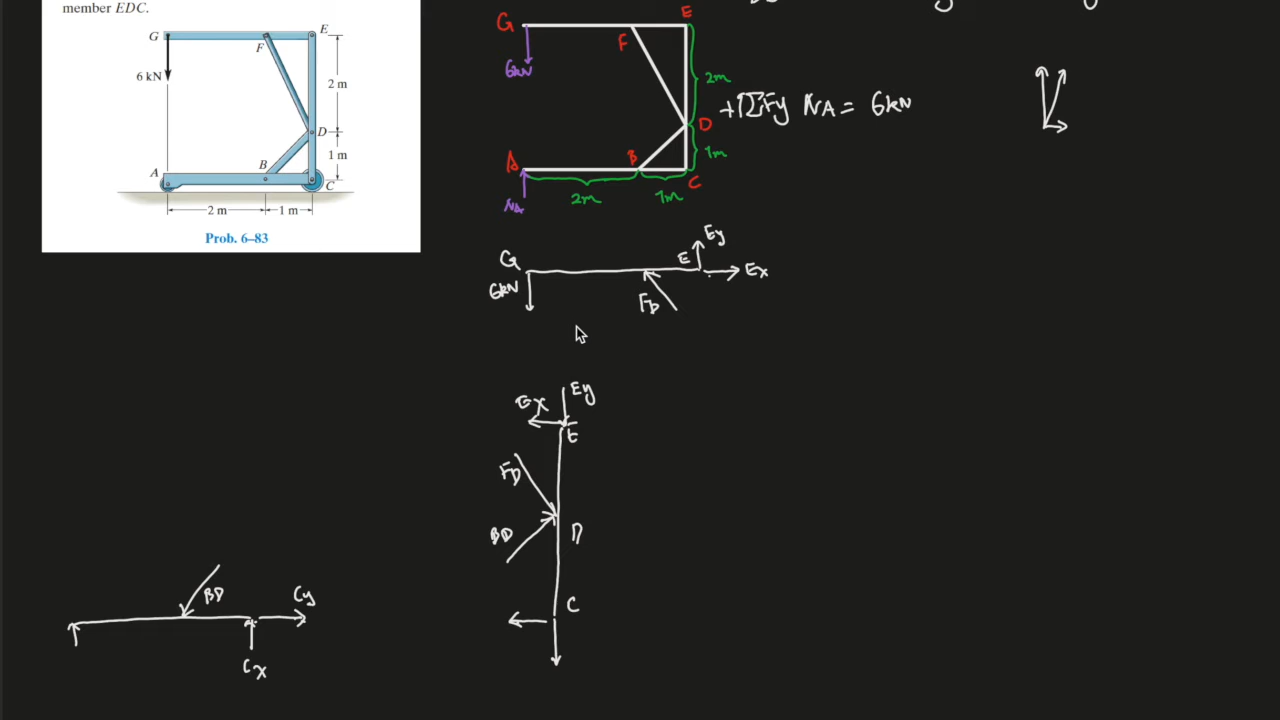 member EDC.
G
E
F
6 kN
2 m
D
1 m
B
A
C
2 m
1 m
Prob. 6–83
G
E
F
6kN
2m
+↑ΣFy NA = 6kN
D
A
B
1m
C
2m
1m
NA
Ey
G
E
Ex
6kN
FD
Ex
Ey
E
FD
BD
D
C
BD
Cy
Cx